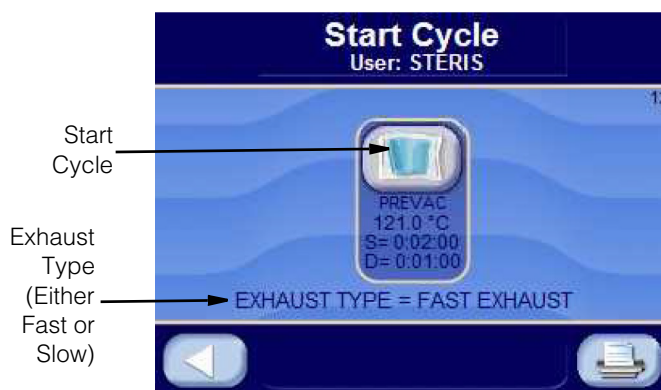 Start Cycle
User: STERIS
Start
Cycle
PREVAC
121.0 °C
S= 0:02:00
D= 0:01:00
Exhaust
Type
(Either
Fast or
Slow)
EXHAUST TYPE = FAST EXHAUST